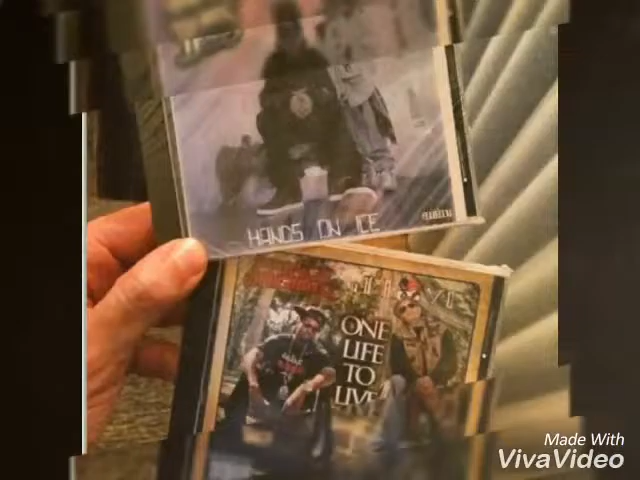 HANDS ON ICE
ONE
LIFE
TO
LIVE
Made With
VivaVideo